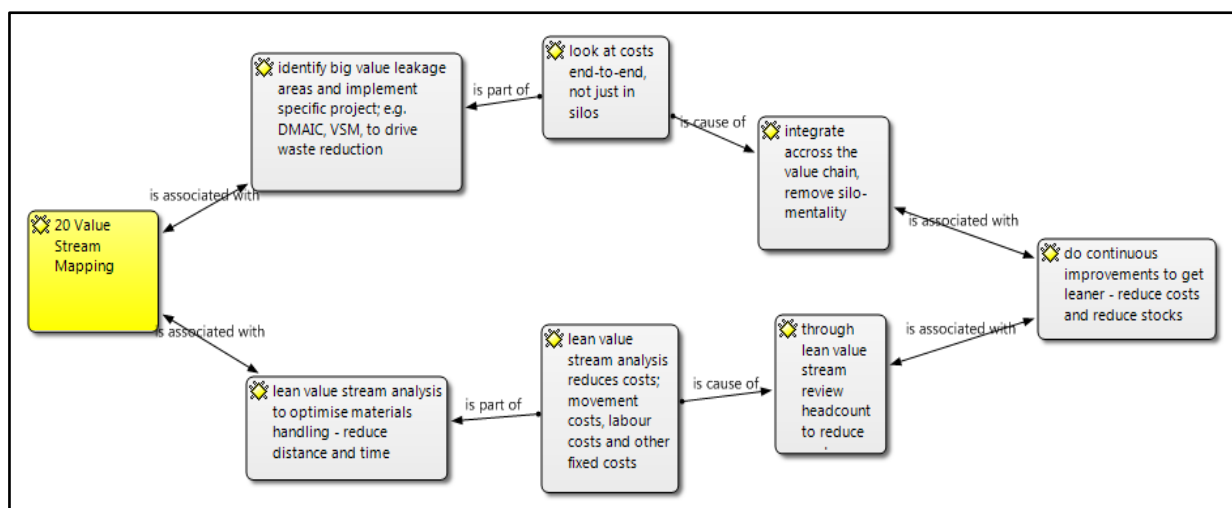 identify big value leakage
areas and implement
specific project; e.g.
DMAIC, VSM, to drive
waste reduction
is part of
look at costs
end-to-end,
not just in
silos
is cause of
integrate
accross the
value chain,
remove silo-
mentality
is associated with
20 Value
Stream
Mapping
is associated with
do continuous
improvements to get
leaner - reduce costs
and reduce stocks
is associated with
lean value stream analysis
to optimise materials
handling - reduce
distance and time
is part of
lean value
stream analysis
reduces costs;
movement
costs, labour
costs and other
fixed costs
is cause of
through
lean value
stream
review
headcount
to reduce
is associated with